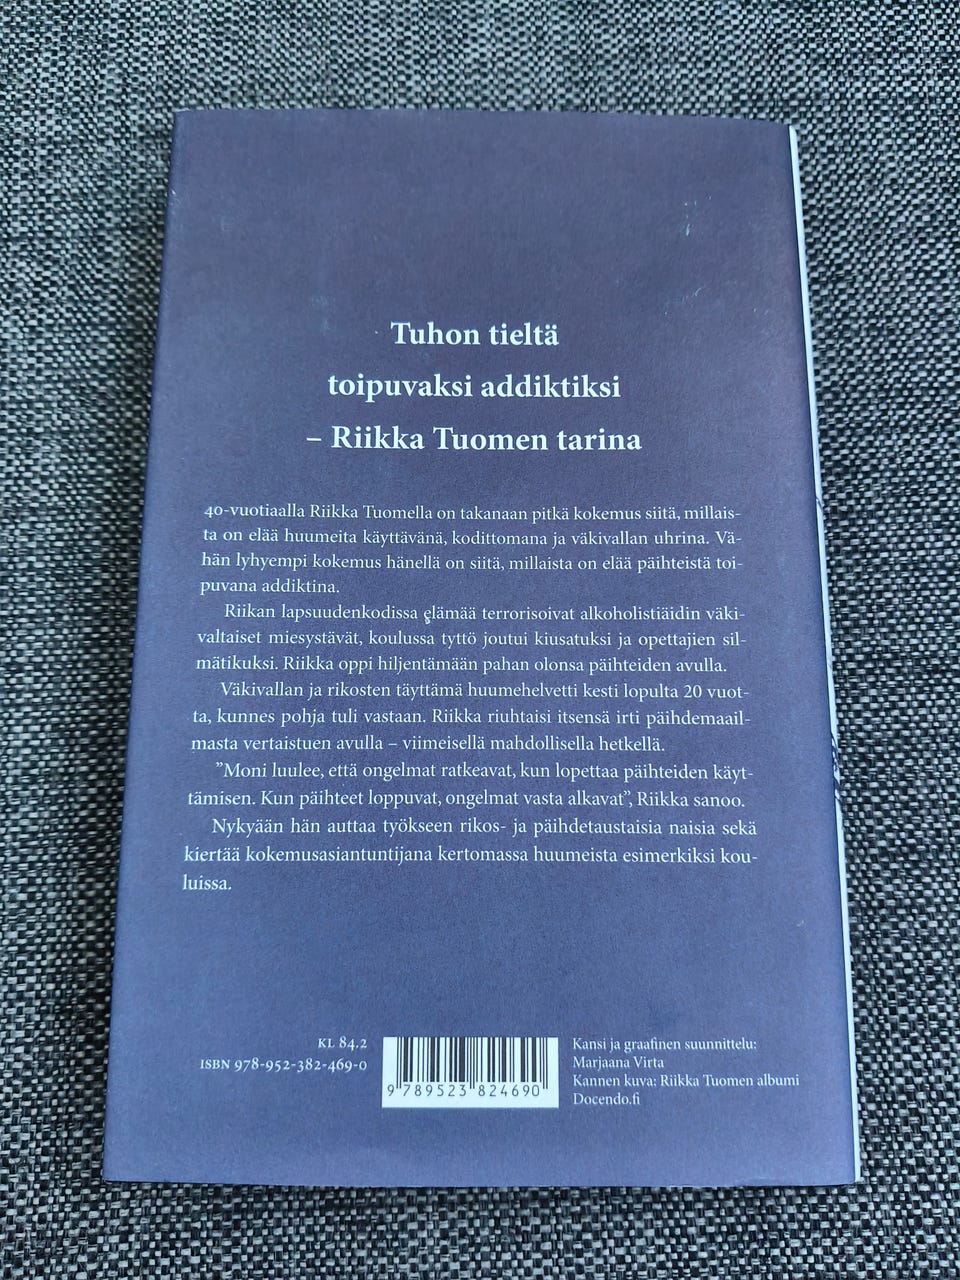 Tuhon tieltä
toipuvaksi addiktiksi
– Riikka Tuomen tarina
40-vuotiaalla Riikka Tuomella on takanaan pitkä kokemus siitä, millais-
ta on elää huumeita käyttävänä, kodittomana ja väkivallan uhrina. Vä-
hän lyhyempi kokemus hänellä on siitä, millaista on elää päihteistä toi-
puvana addiktina.
Riikan lapsuudenkodissa elämää terrorisoivat alkoholistiäidin väki-
valtaiset miesystävät, koulussa tyttö joutui kiusatuksi ja opettajien sil-
mätikuksi. Riikka oppi hiljentämään pahan olonsa päihteiden avulla.
Väkivallan ja rikosten täyttämä huumehelvetti kesti lopulta 20 vuot-
ta, kunnes pohja tuli vastaan. Riikka riuhtaisi itsensä irti päihdemaail-
masta vertaistuen avulla – viimeisellä mahdollisella hetkellä.
”Moni luulee, että ongelmat ratkeavat, kun lopettaa päihteiden käyt-
tämisen. Kun päihteet loppuvat, ongelmat vasta alkavat”, Riikka sanoo.
Nykyään hän auttaa työkseen rikos- ja päihdetaustaisia naisia sekä
kiertää kokemusasiantuntijana kertomassa huumeista esimerkiksi kou-
luissa.
KL 84.2
ISBN 978-952-382-469-0
9 789523 824690
Kansi ja graafinen suunnittelu:
Marjaana Virta
Kannen kuva: Riikka Tuomen albumi
Docendo.fi